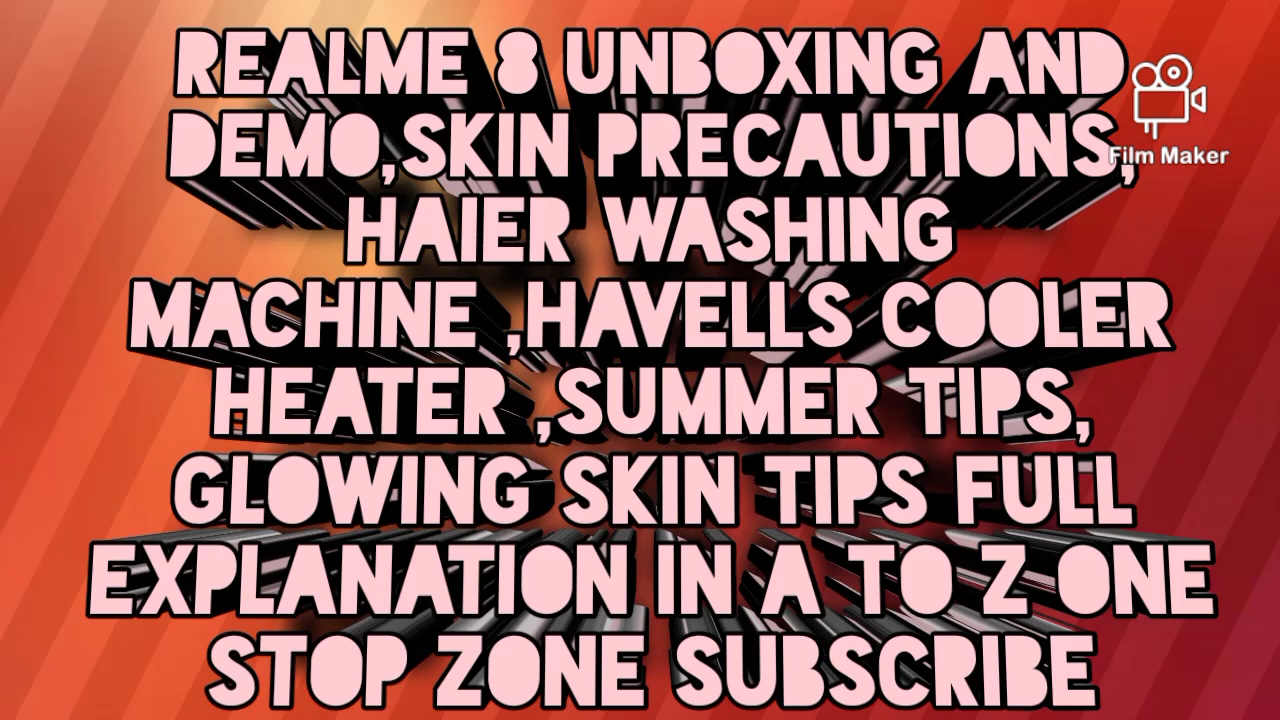 REALME 8 UNBOXING AND
DEMO,SKIN PRECAUTIONS,
HAIER WASHING
MACHINE ,HAVELLS COOLER
HEATER ,SUMMER TIPS,
GLOWING SKIN TIPS FULL
EXPLANATION IN A TO Z ONE
STOP ZONE SUBSCRIBE
Film Maker